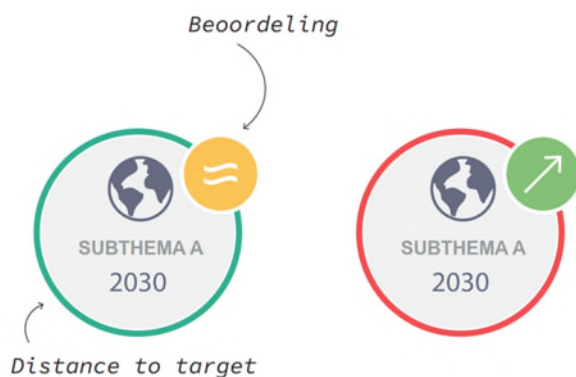 Beoordeling
SUBTHEMA A
2030
SUBTHEMA A
2030
Distance to target